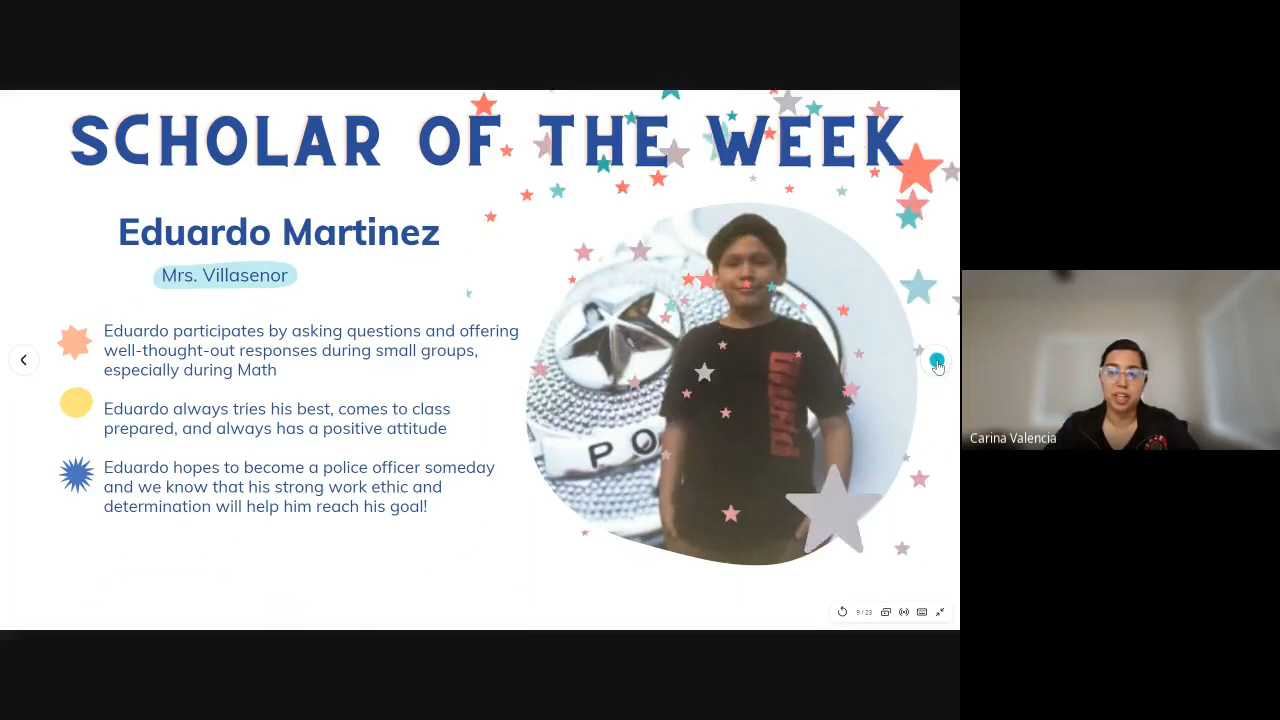 SCHOLAR OF THE WEEK
Eduardo Martinez
Mrs. Villasenor
Eduardo participates by asking questions and offering
well-thought-out responses during small groups,
especially during Math
Eduardo always tries his best, comes to class
prepared, and always has a positive attitude
Eduardo hopes to become a police officer someday
and we know that his strong work ethic and
determination will help him reach his goal!
PO
9 / 23
Carina Valencia